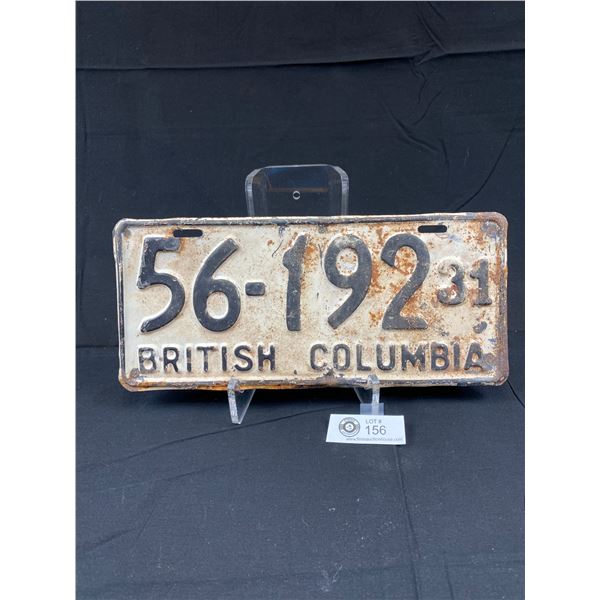 56-192 31
BRITISH COLUMBIA
LOT #
156